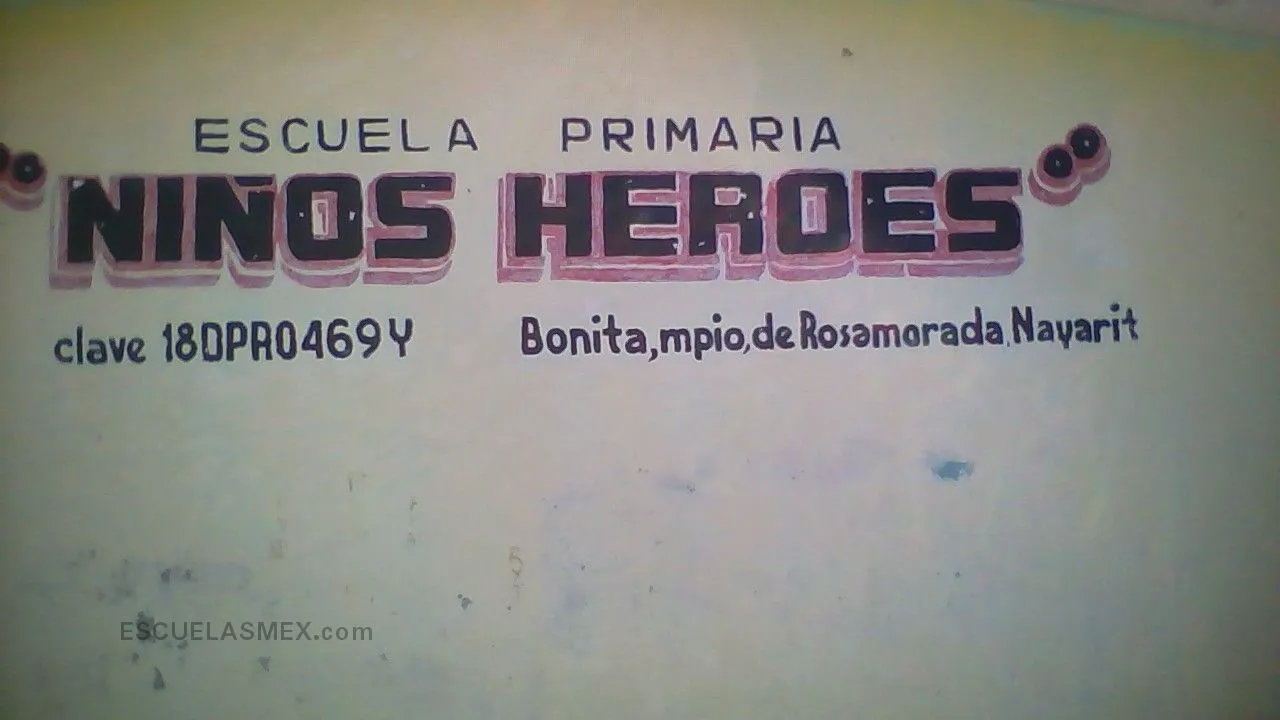 ESCUELA PRIMARIA
"NIÑOS HEROES"
clave 18DPR0469Y Bonita, mpio, de Rosamorada, Nayarit
ESCUELASMEX.com